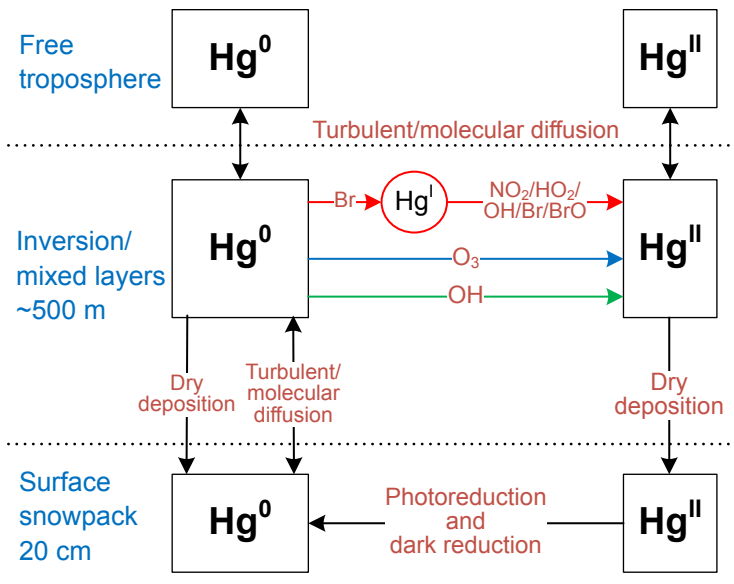 Free
troposphere
Hg⁰
Hgᴵᴵ
Turbulent/molecular diffusion
Inversion/
mixed layers
~500 m
Hg⁰
Br
Hgᴵ
NO₂/HO₂/
OH/Br/BrO
Hgᴵᴵ
O₃
OH
Dry
deposition
Turbulent/
molecular
diffusion
Dry
deposition
Surface
snowpack
20 cm
Hg⁰
Photoreduction
and
dark reduction
Hgᴵᴵ